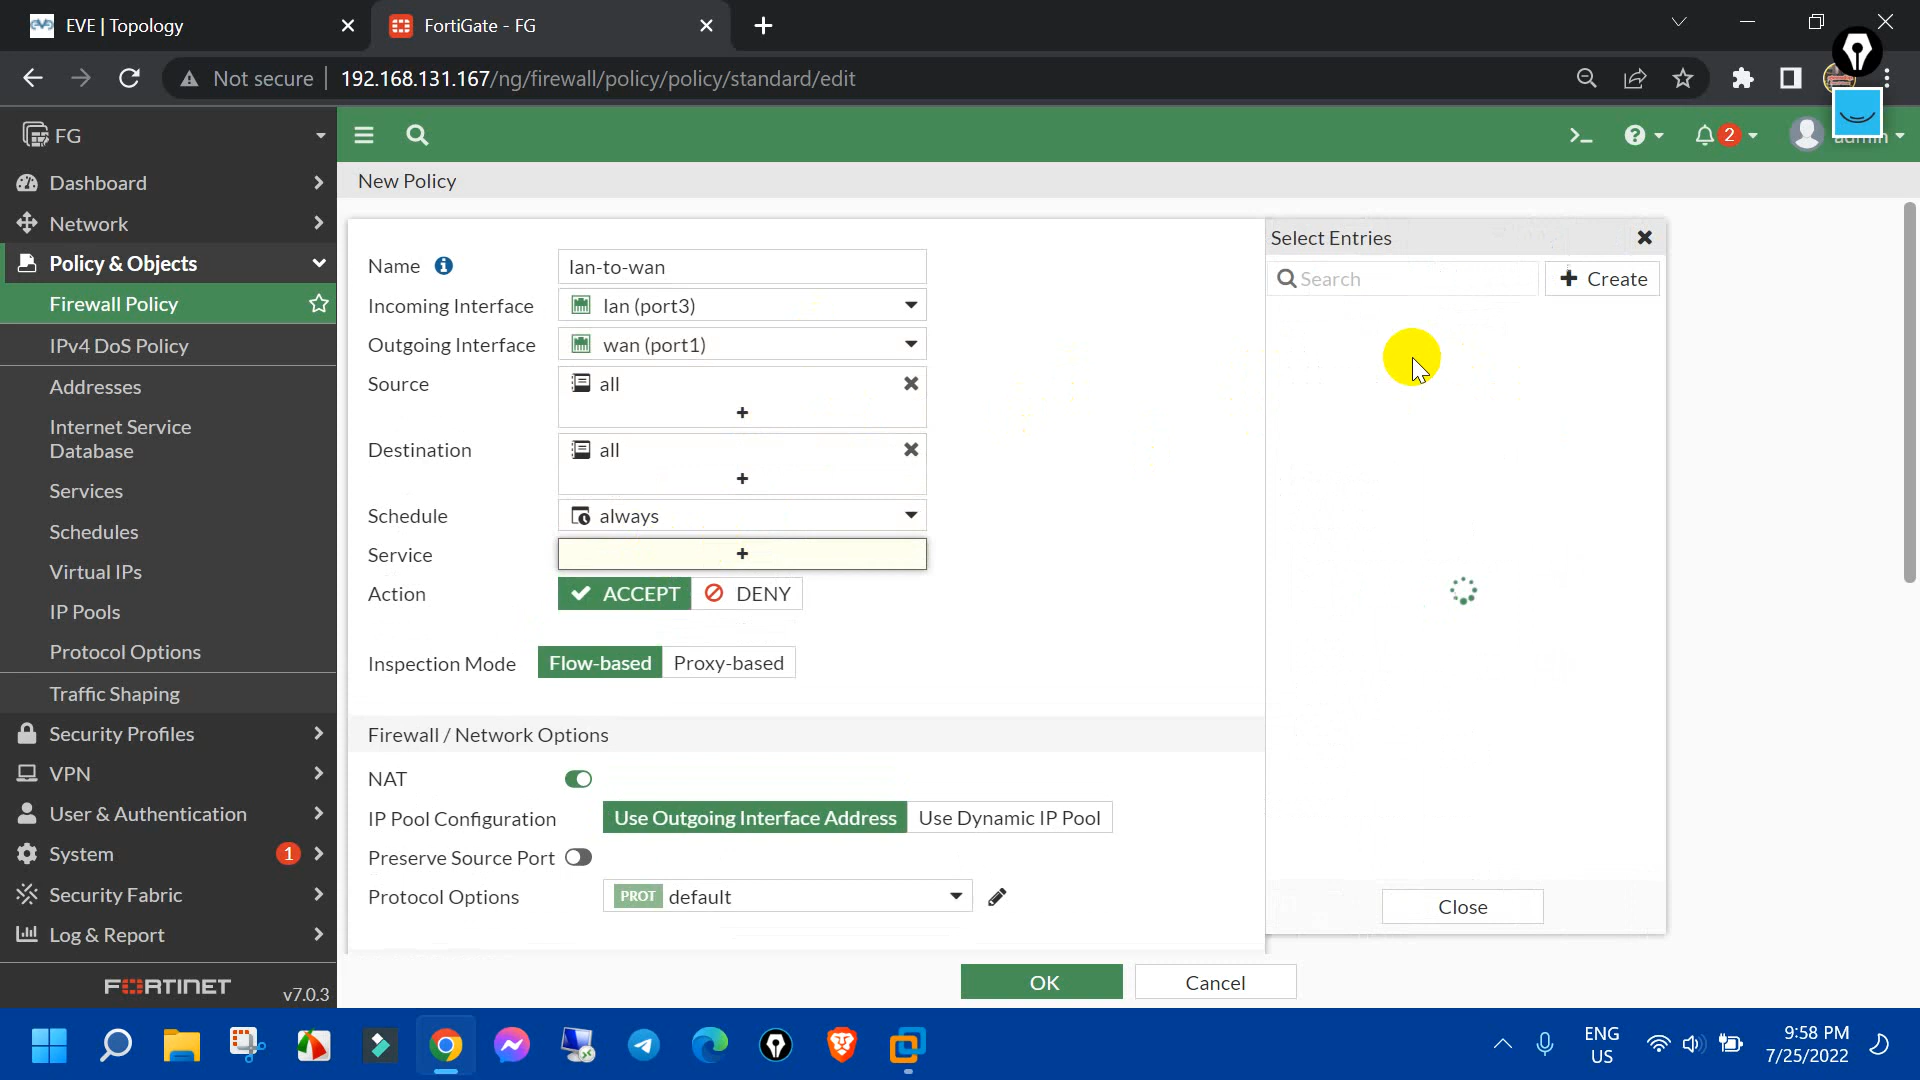 EVE | Topology
FortiGate - FG
Not secure
192.168.131.167/ng/firewall/policy/policy/standard/edit
FG
2
admin
Dashboard
Network
Policy & Objects
Firewall Policy
IPv4 DoS Policy
Addresses
Internet Service
Database
Services
Schedules
Virtual IPs
IP Pools
Protocol Options
Traffic Shaping
Security Profiles
VPN
User & Authentication
System 1
Security Fabric
Log & Report
FORTINET v7.0.3
New Policy
Name lan-to-wan
Incoming Interface lan (port3)
Outgoing Interface wan (port1)
Source all
Destination all
Schedule always
Service
Action ACCEPT DENY
Inspection Mode Flow-based Proxy-based
Firewall / Network Options
NAT
IP Pool Configuration Use Outgoing Interface Address Use Dynamic IP Pool
Preserve Source Port
Protocol Options PROT default
Select Entries
Search Create
Close
OK Cancel
ENG
US
9:58 PM
7/25/2022